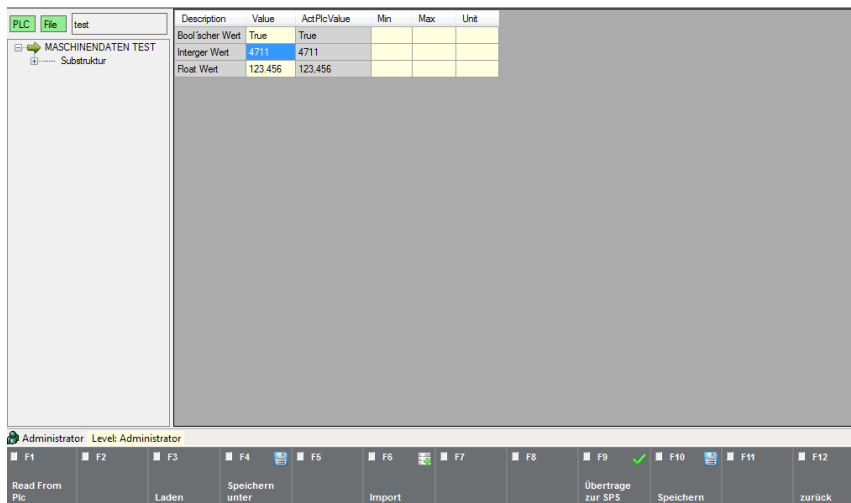 PLC File test
MASCHINENDATEN TEST
Substruktur
Description Value ActPlcValue Min Max Unit
Bool´scher Wert True True
Interger Wert 4711 4711
Float Wert 123.456 123,456
Administrator Level: Administrator
F1 F2 F3 F4 F5 F6 F7 F8 F9 F10 F11 F12
Read From Speichern Übertrage
Plc Laden unter Import zur SPS Speichern zurück